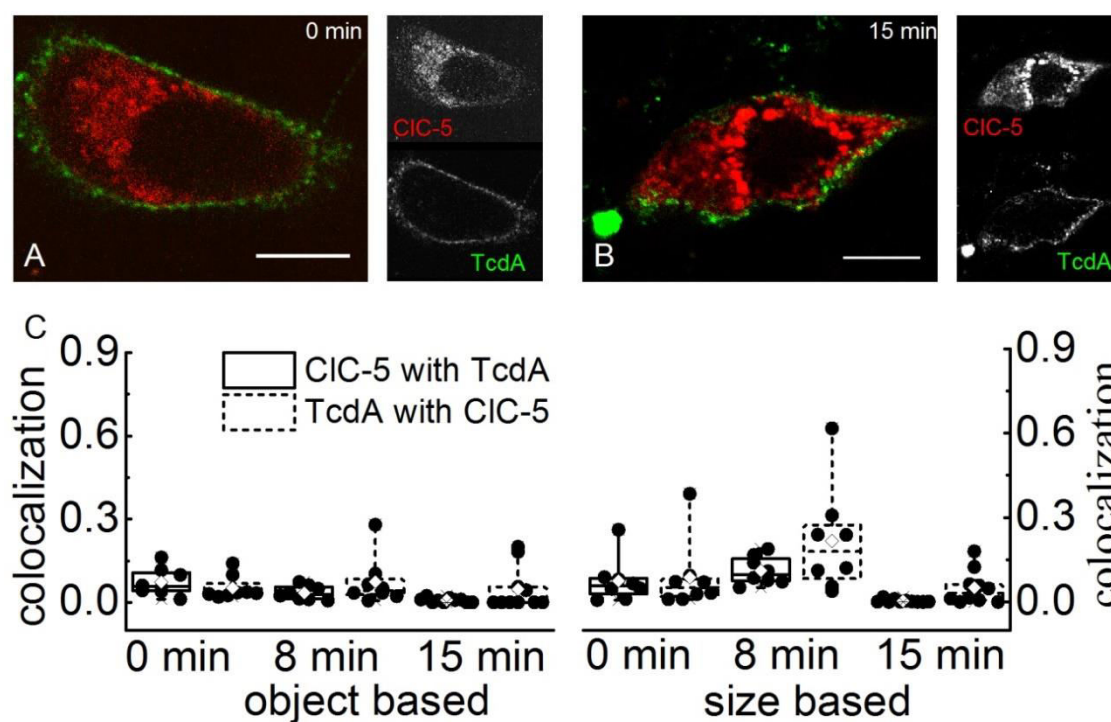 0 min
ClC-5
TcdA
A
15 min
ClC-5
TcdA
B
C
colocalization
0.9
0.6
0.3
0.0
ClC-5 with TcdA
TcdA with ClC-5
0 min 8 min 15 min
object based
0 min 8 min 15 min
size based
0.9
0.6
0.3
0.0
colocalization